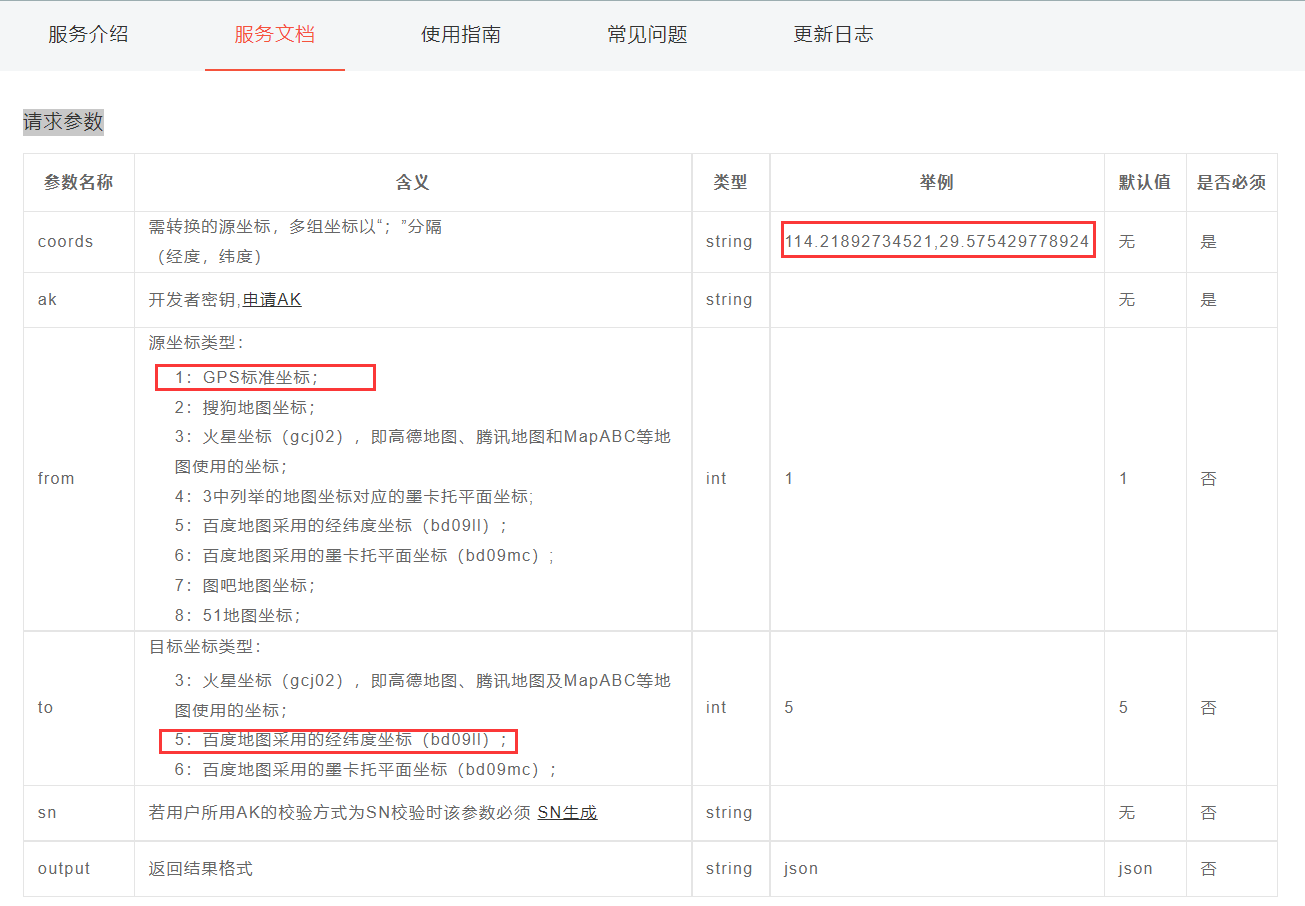 服务介绍 服务文档 使用指南 常见问题 更新日志
请求参数
参数名称 含义 类型 举例 默认值 是否必须
coords 需转换的源坐标，多组坐标以“；”分隔
（经度，纬度） string 114.21892734521,29.575429778924 无 是
ak 开发者密钥,申请AK string 无 是
源坐标类型：
1：GPS标准坐标；
2：搜狗地图坐标；
3：火星坐标（gcj02），即高德地图、腾讯地图和MapABC等地
图使用的坐标；
from int 1 1 否
4：3中列举的地图坐标对应的墨卡托平面坐标;
5：百度地图采用的经纬度坐标（bd09ll）；
6：百度地图采用的墨卡托平面坐标（bd09mc）;
7：图吧地图坐标；
8：51地图坐标；
目标坐标类型：
3：火星坐标（gcj02），即高德地图、腾讯地图及MapABC等地
图使用的坐标；
to int 5 5 否
5：百度地图采用的经纬度坐标（bd09ll）；
6：百度地图采用的墨卡托平面坐标（bd09mc）；
sn 若用户所用AK的校验方式为SN校验时该参数必须 SN生成 string 无 否
output 返回结果格式 string json json 否